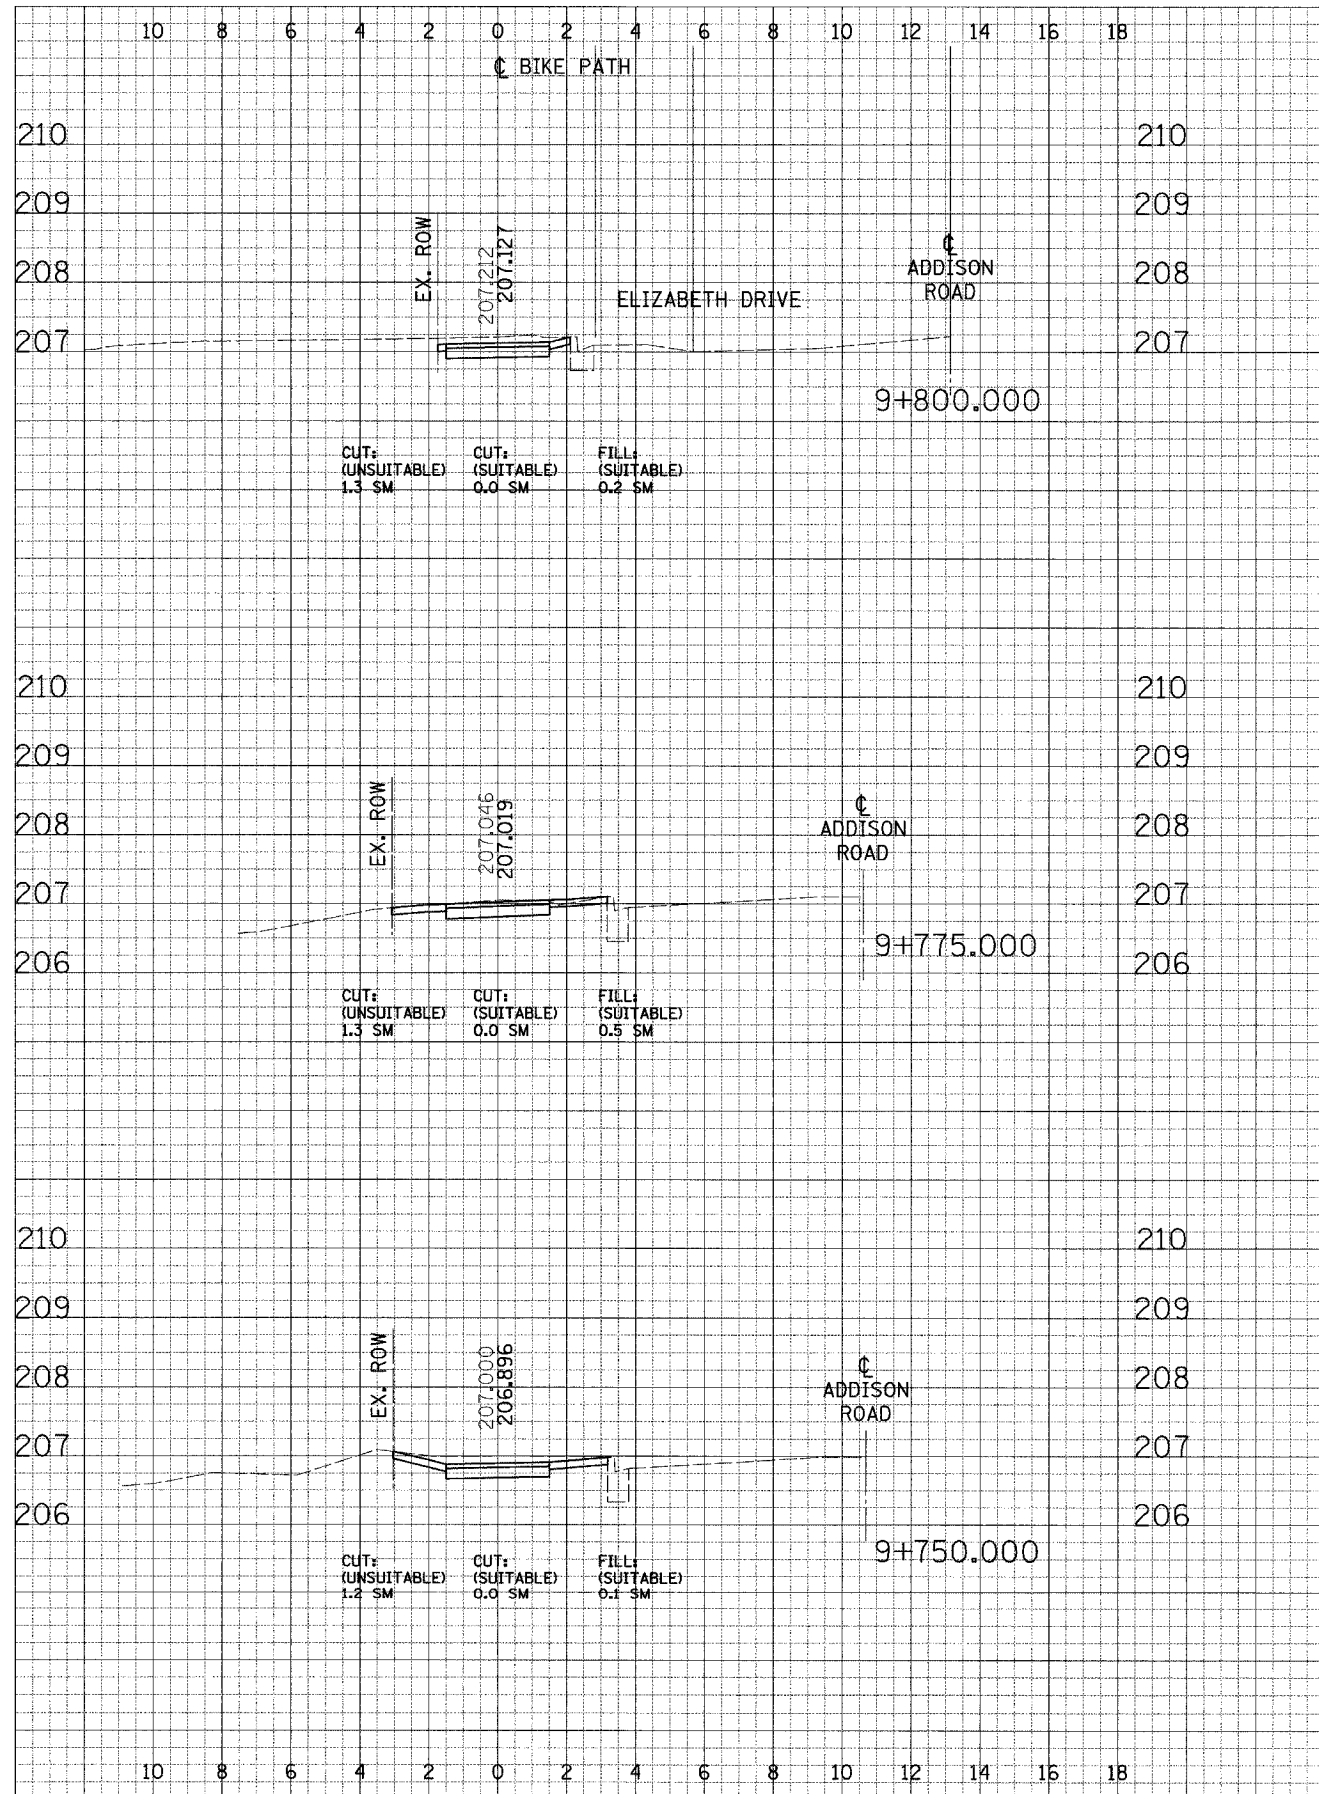 10 8 6 4 2 0 2 4 6 8 10 12 14 16 18
℄ BIKE PATH
210 210
209 209
EX. ROW
207.212
207.127
℄
ADDISON
ROAD
208 208
ELIZABETH DRIVE
207 207
9+800.000
CUT: CUT: FILL:
(UNSUITABLE) (SUITABLE) (SUITABLE)
1.3 SM 0.0 SM 0.2 SM
210 210
209 209
EX. ROW
207.046
207.019
℄
ADDISON
ROAD
208 208
207 207
9+775.000
206 206
CUT: CUT: FILL:
(UNSUITABLE) (SUITABLE) (SUITABLE)
1.3 SM 0.0 SM 0.5 SM
210 210
209 209
EX. ROW
207.000
206.896
℄
ADDISON
ROAD
208 208
207 207
206 206
9+750.000
CUT: CUT: FILL:
(UNSUITABLE) (SUITABLE) (SUITABLE)
1.2 SM 0.0 SM 0.1 SM
10 8 6 4 2 0 2 4 6 8 10 12 14 16 18